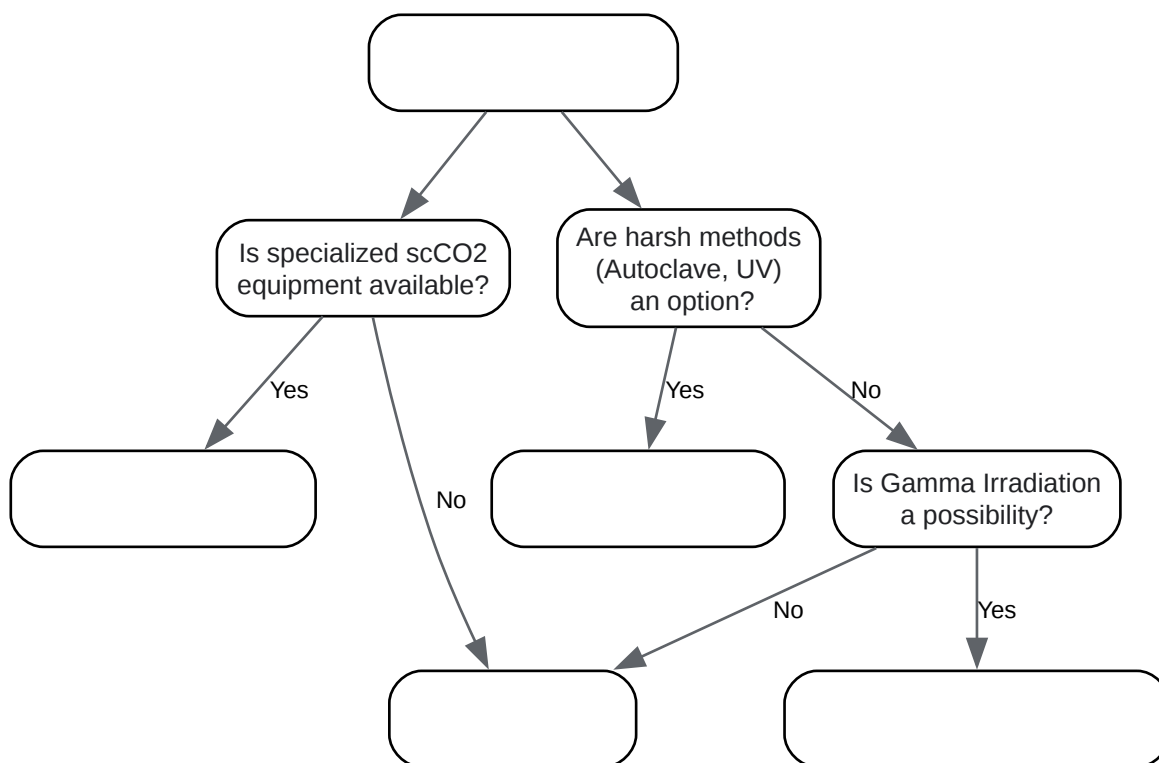 Is specialized scCO2
equipment available?
Are harsh methods
(Autoclave, UV)
an option?
Yes
Yes
No
Is Gamma Irradiation
a possibility?
No
No
Yes